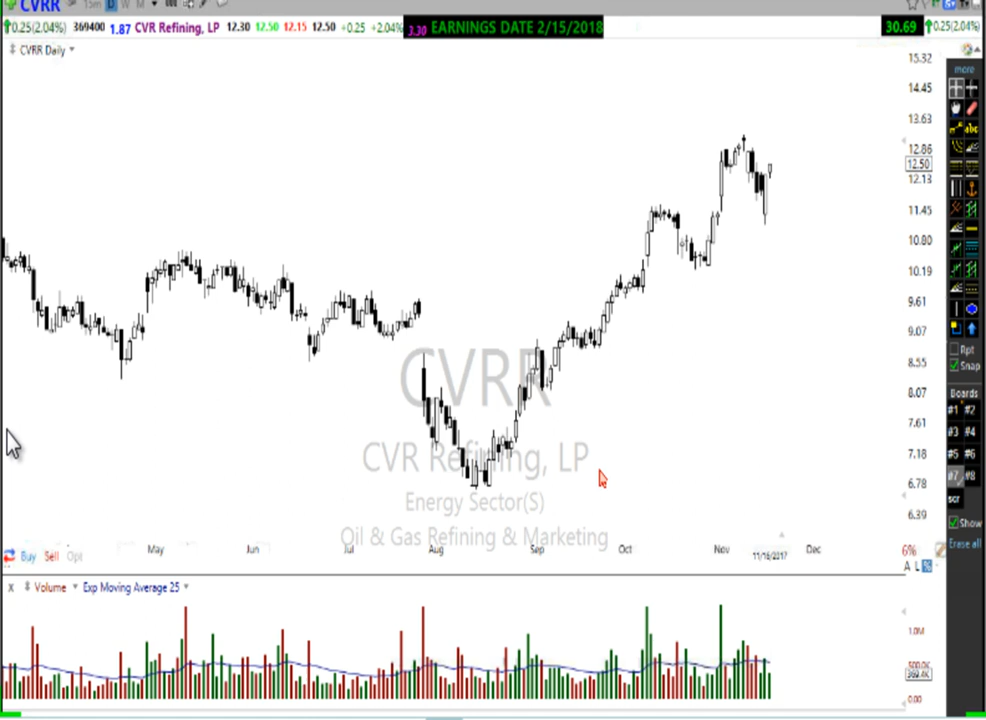 CVRR 15m D W M
0.25(2.04%) 369400 1.87 CVR Refining, LP 12.30 12.50 12.15 12.50 +0.25 +2.04% 3.30 EARNINGS DATE 2/15/2018 30.69 0.25(2.04%)
CVRR Daily
15.32
more
14.45
13.63
abc
12.86
12.50
12.13
11.45
10.80
10.19
9.61
9.07
Rpt
8.55
Snap
8.07
Boards
#1 #2
7.61
#3 #4
7.18
#5 #6
6.78
#7 #8
scr
6.39
Show
Erase all
CVRR
CVR Refining, LP
Energy Sector(S)
Oil & Gas Refining & Marketing
Buy Sell Opt
May Jun Jul Aug Sep Oct Nov 11/16/2017 Dec
6%
A L %
X Volume Exp Moving Average 25
1.0M
500.0K
369.4K
0.00